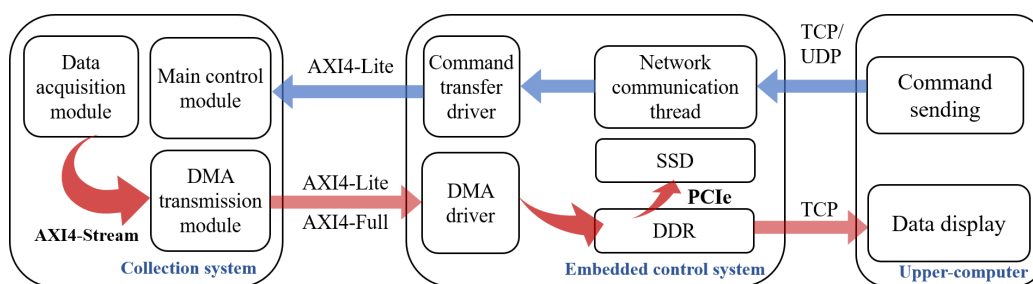 Data
acquisition
module
Main control
module
AXI4-Stream
DMA
transmission
module
Collection system
AXI4-Lite
AXI4-Lite
AXI4-Full
Command
transfer
driver
Network
communication
thread
SSD
PCIe
DMA
driver
DDR
Embedded control system
TCP/
UDP
TCP
Command
sending
Data display
Upper-computer